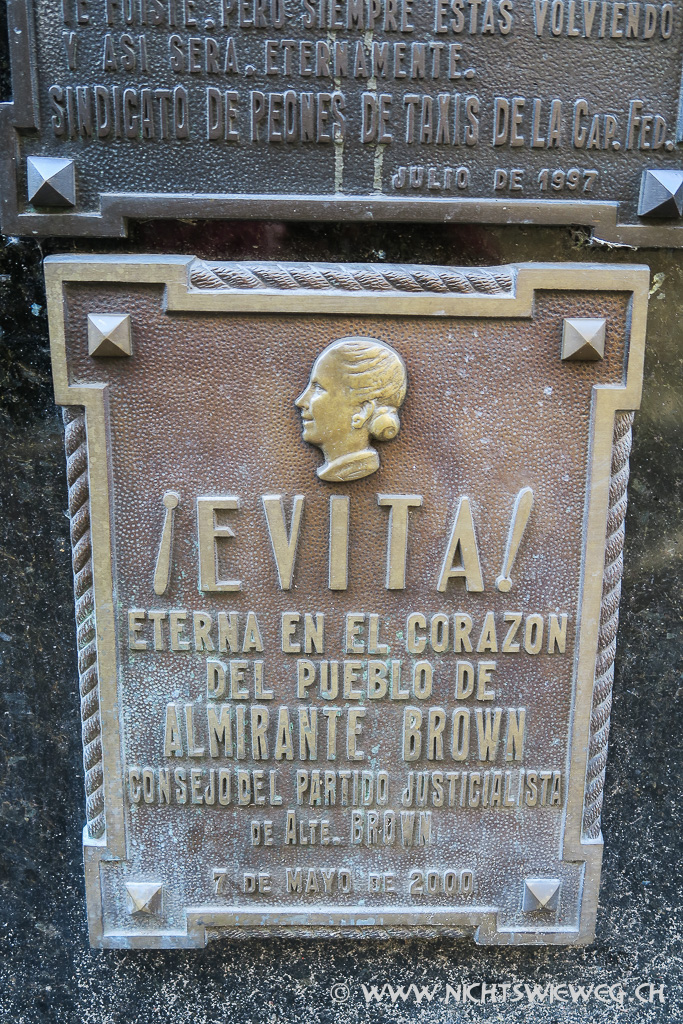 TE FUISTE, PERO SIEMPRE ESTAS VOLVIENDO
Y ASI SERA, ETERNAMENTE.
SINDICATO DE PEONES DE TAXIS DE LA CAP. FED.
JULIO DE 1997
¡EVITA!
ETERNA EN EL CORAZON
DEL PUEBLO DE
ALMIRANTE BROWN
CONSEJO DEL PARTIDO JUSTICIALISTA
DE ALTE. BROWN
7 DE MAYO DE 2000
© WWW.NICHTSWIEWEG.CH